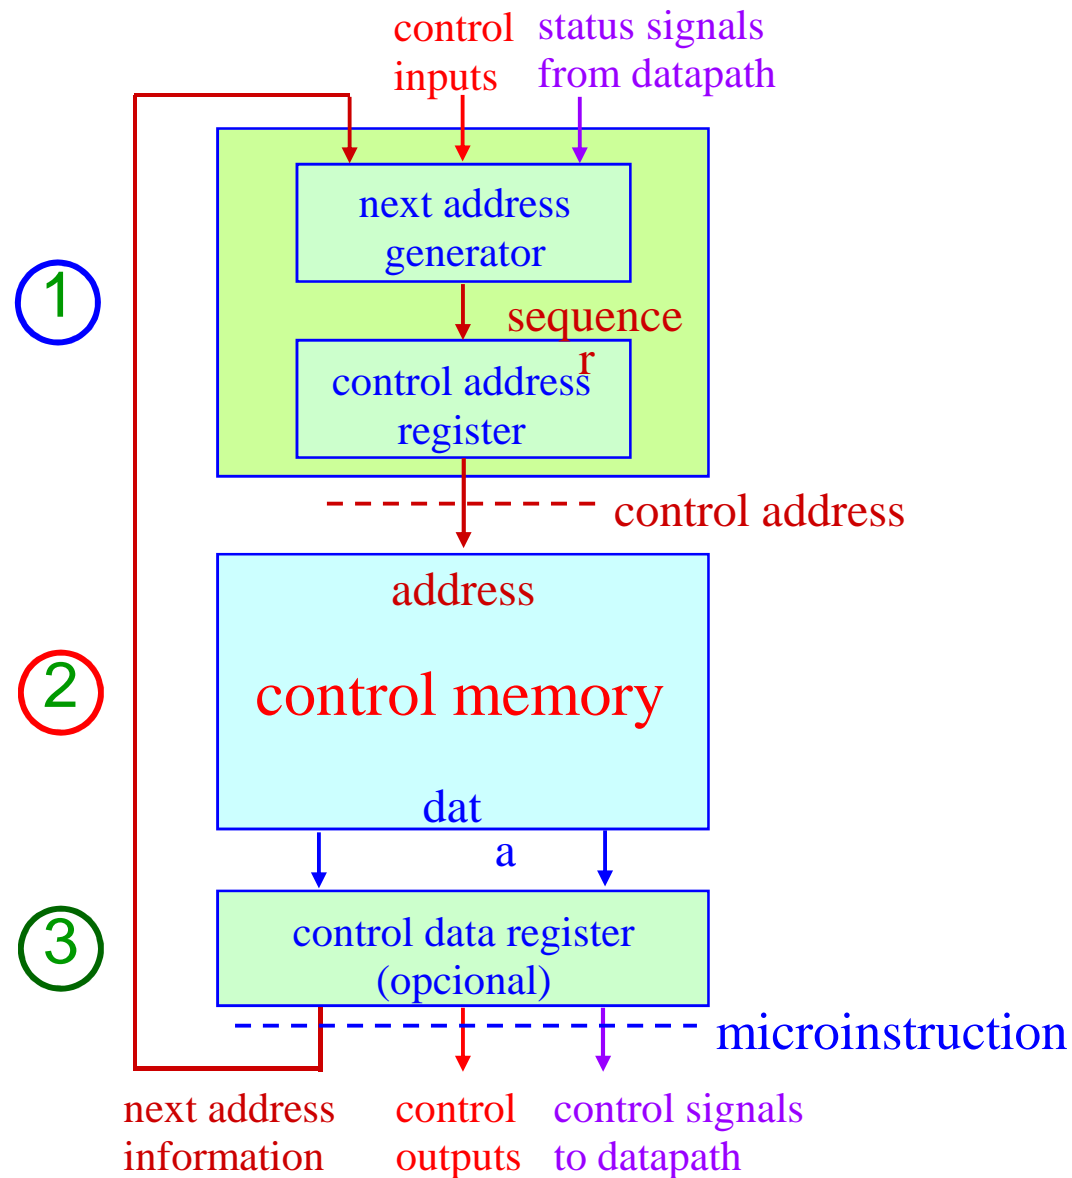 control
inputs
status signals
from datapath
next address
generator
1
sequence
r
control address
register
control address
address
2
control memory
dat
a
3
control data register
(opcional)
microinstruction
next address
information
control
outputs
control signals
to datapath